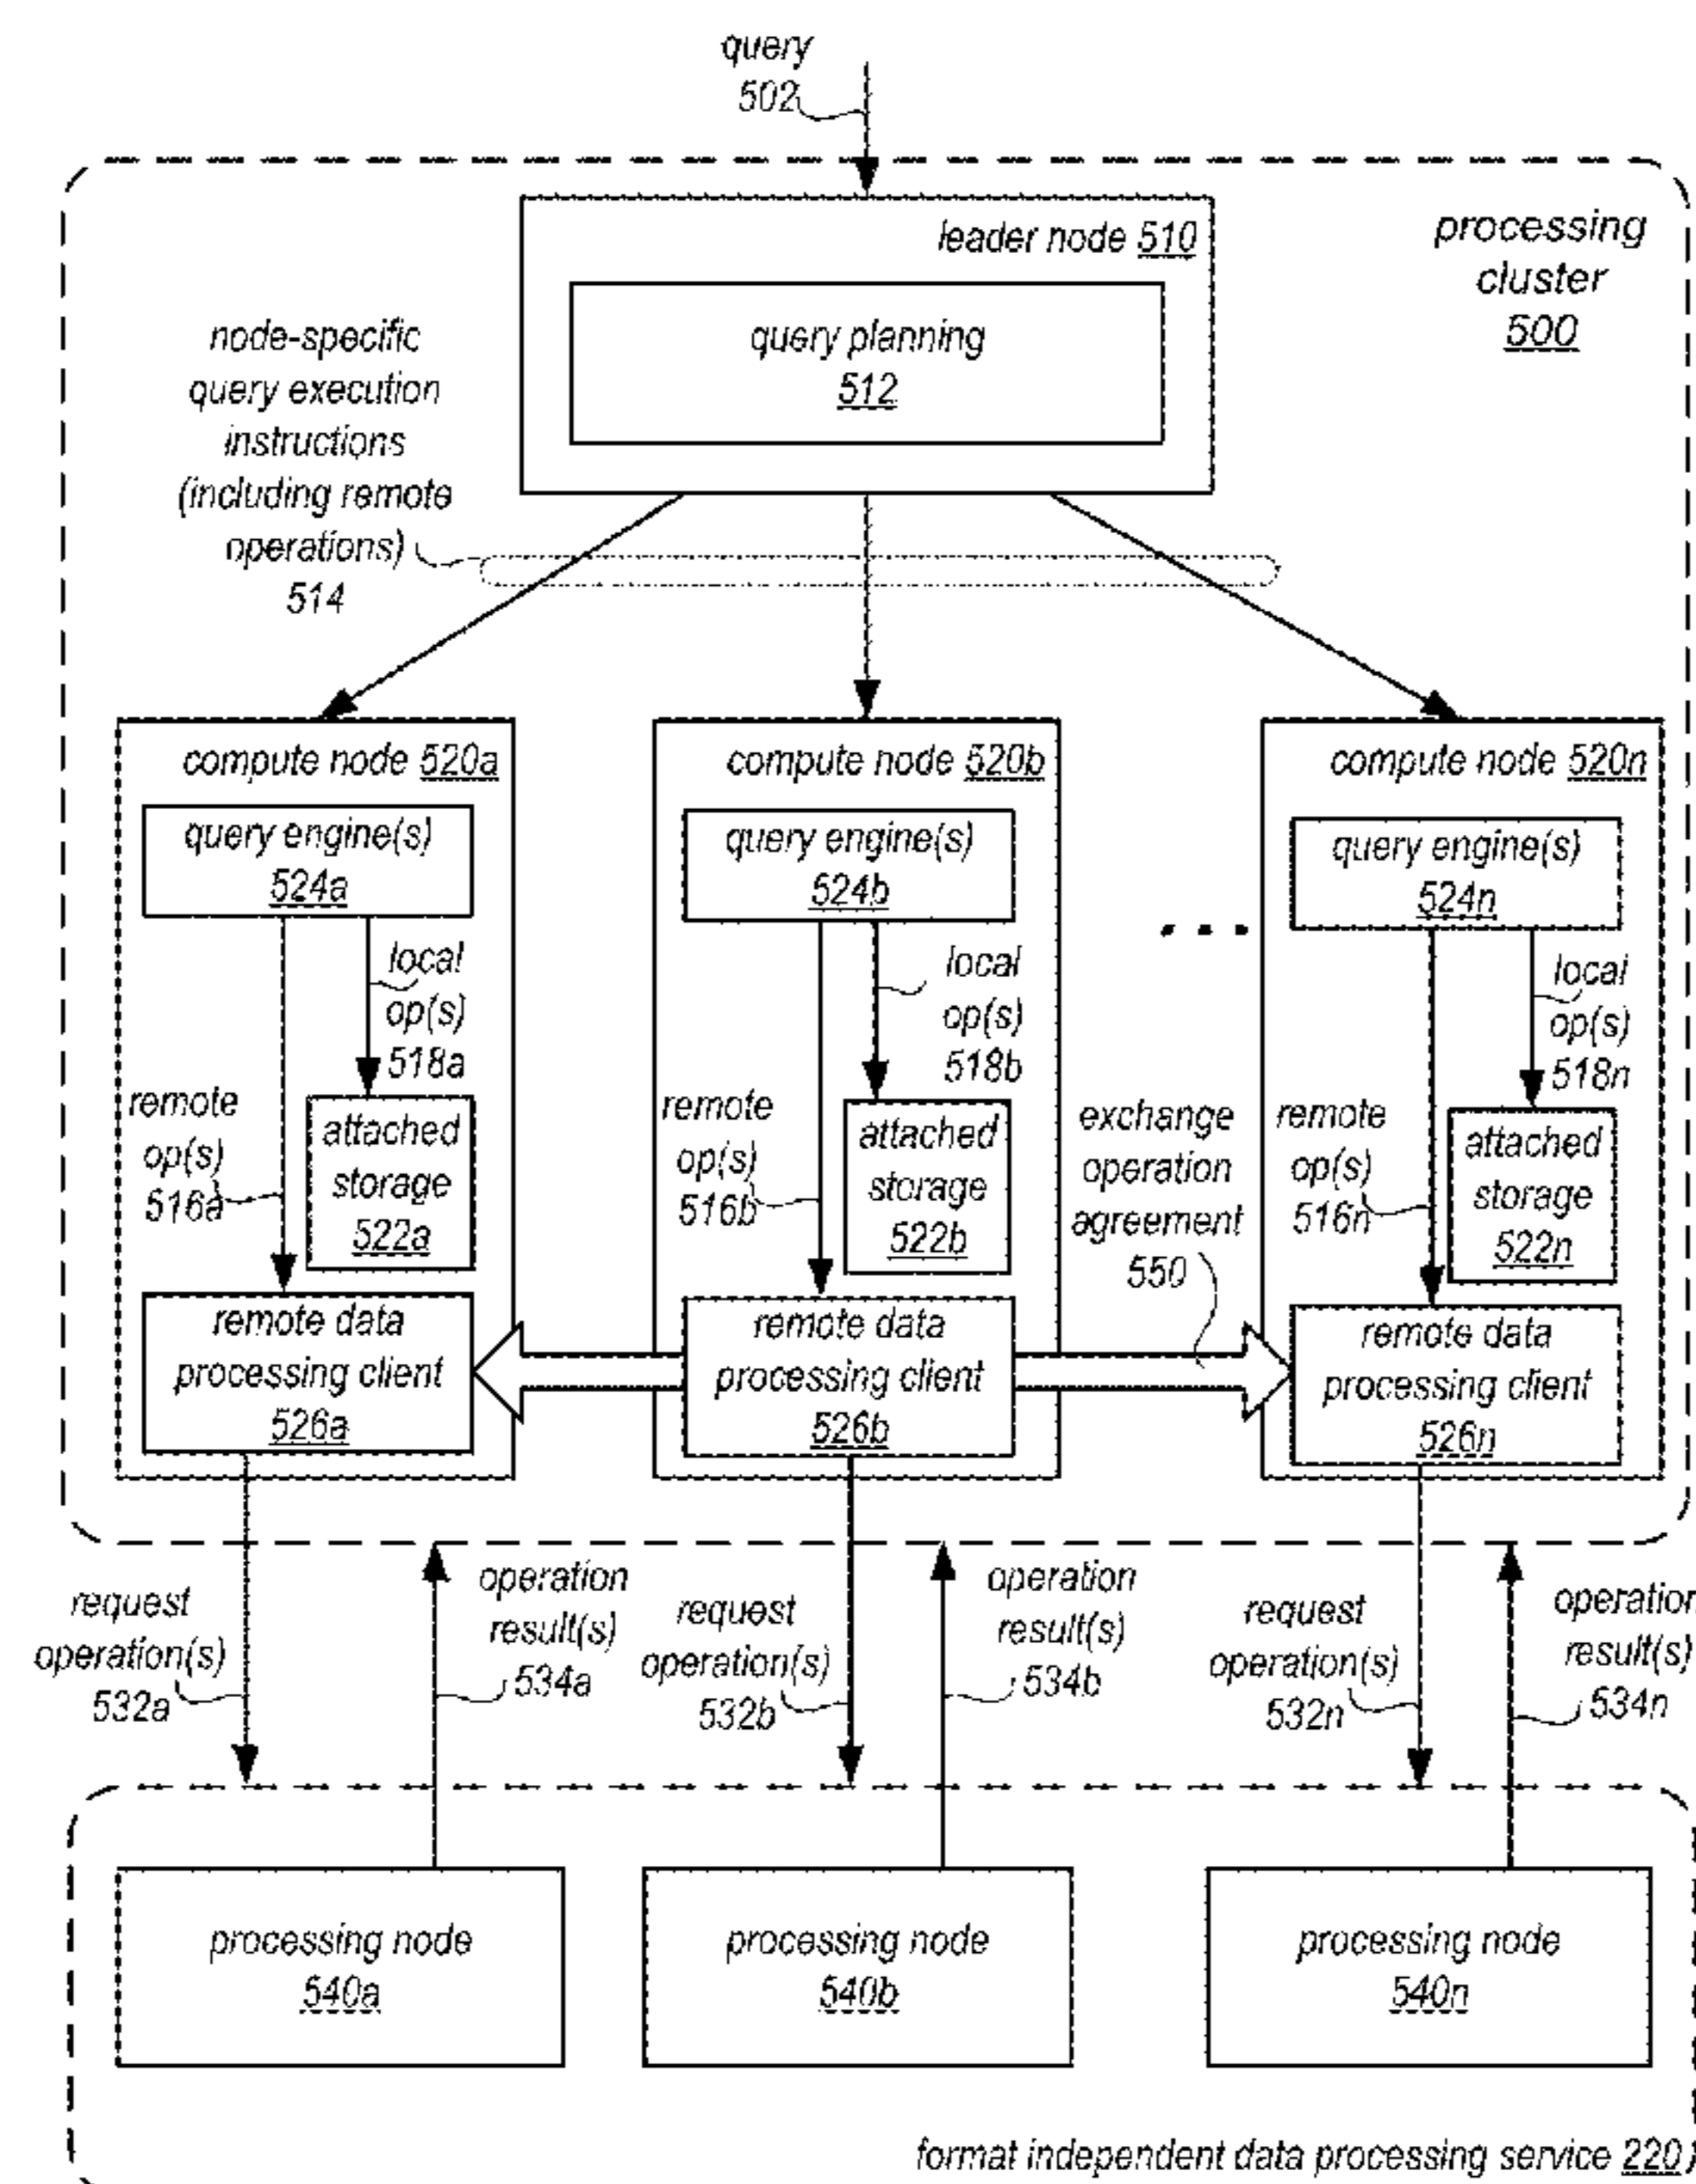 query
502
leader node 510
processing
cluster
500
query planning
512
node-specific
query execution
instructions
(including remote
operations)
514
compute node 520a
query engine(s)
524a
local
op(s)
518a
remote
op(s)
516a
attached
storage
522a
remote data
processing client
526a
compute node 520b
query engine(s)
524b
local
op(s)
518b
remote
op(s)
516b
attached
storage
522b
remote data
processing client
526b
exchange
operation
agreement
550
compute node 520n
query engine(s)
524n
local
op(s)
518n
remote
op(s)
516n
attached
storage
522n
remote data
processing client
526n
request
operation(s)
532a
operation
result(s)
534a
request
operation(s)
532b
operation
result(s)
534b
request
operation(s)
532n
operation
result(s)
534n
processing node
540a
processing node
540b
processing node
540n
format independent data processing service 220